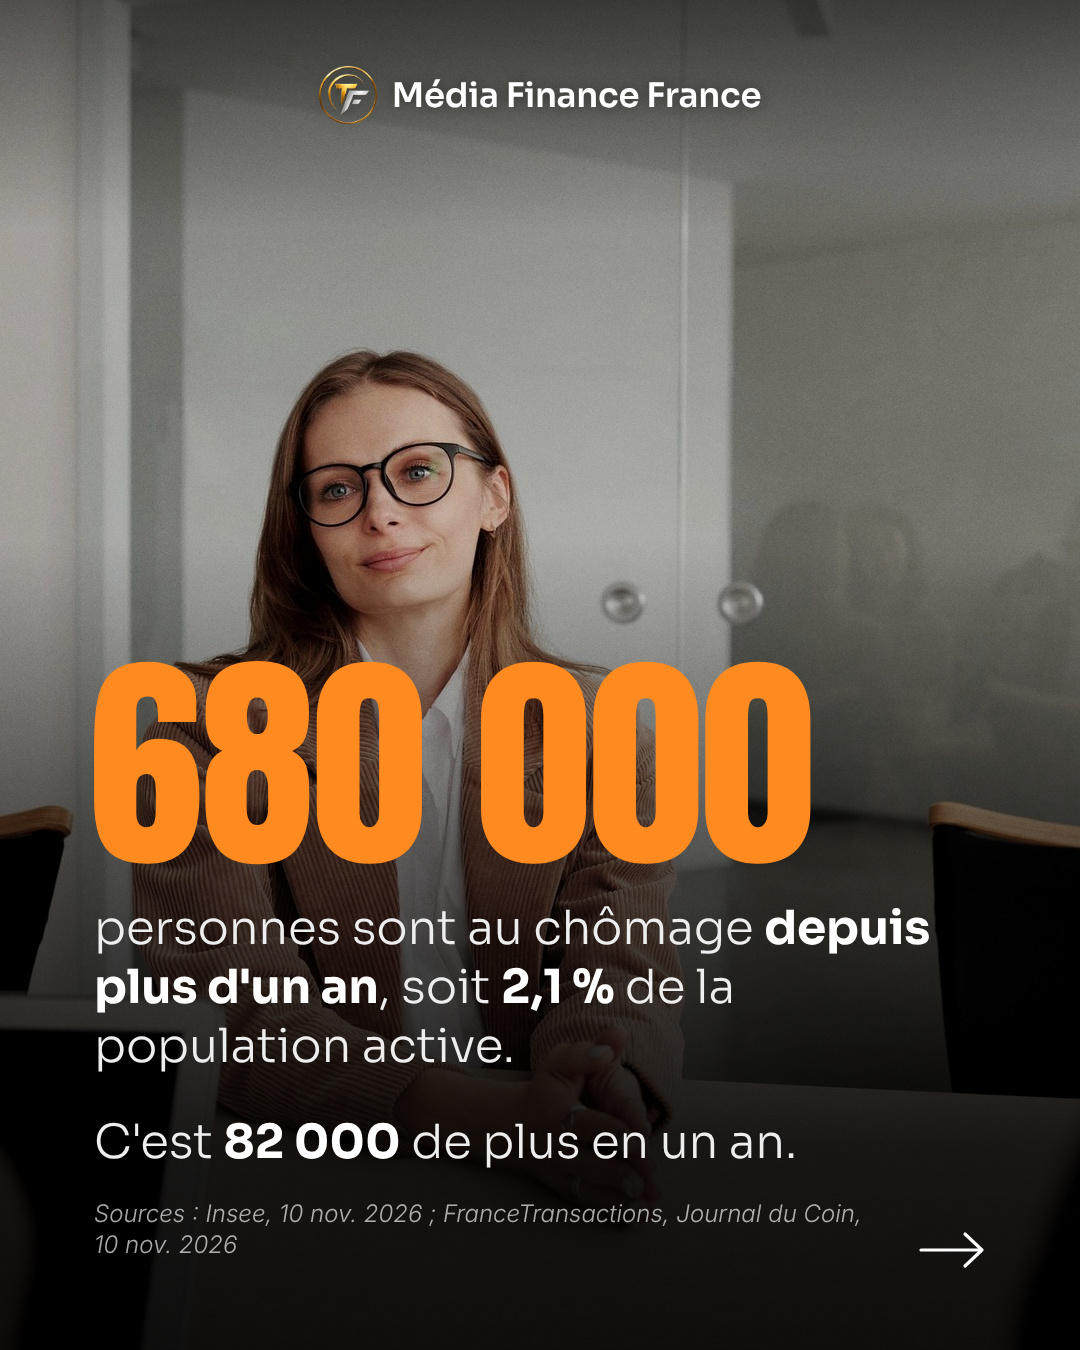 TF Média Finance France
680 000
personnes sont au chômage depuis
plus d'un an, soit 2,1 % de la
population active.
C'est 82 000 de plus en un an.
Sources : Insee, 10 nov. 2026 ; FranceTransactions, Journal du Coin,
10 nov. 2026